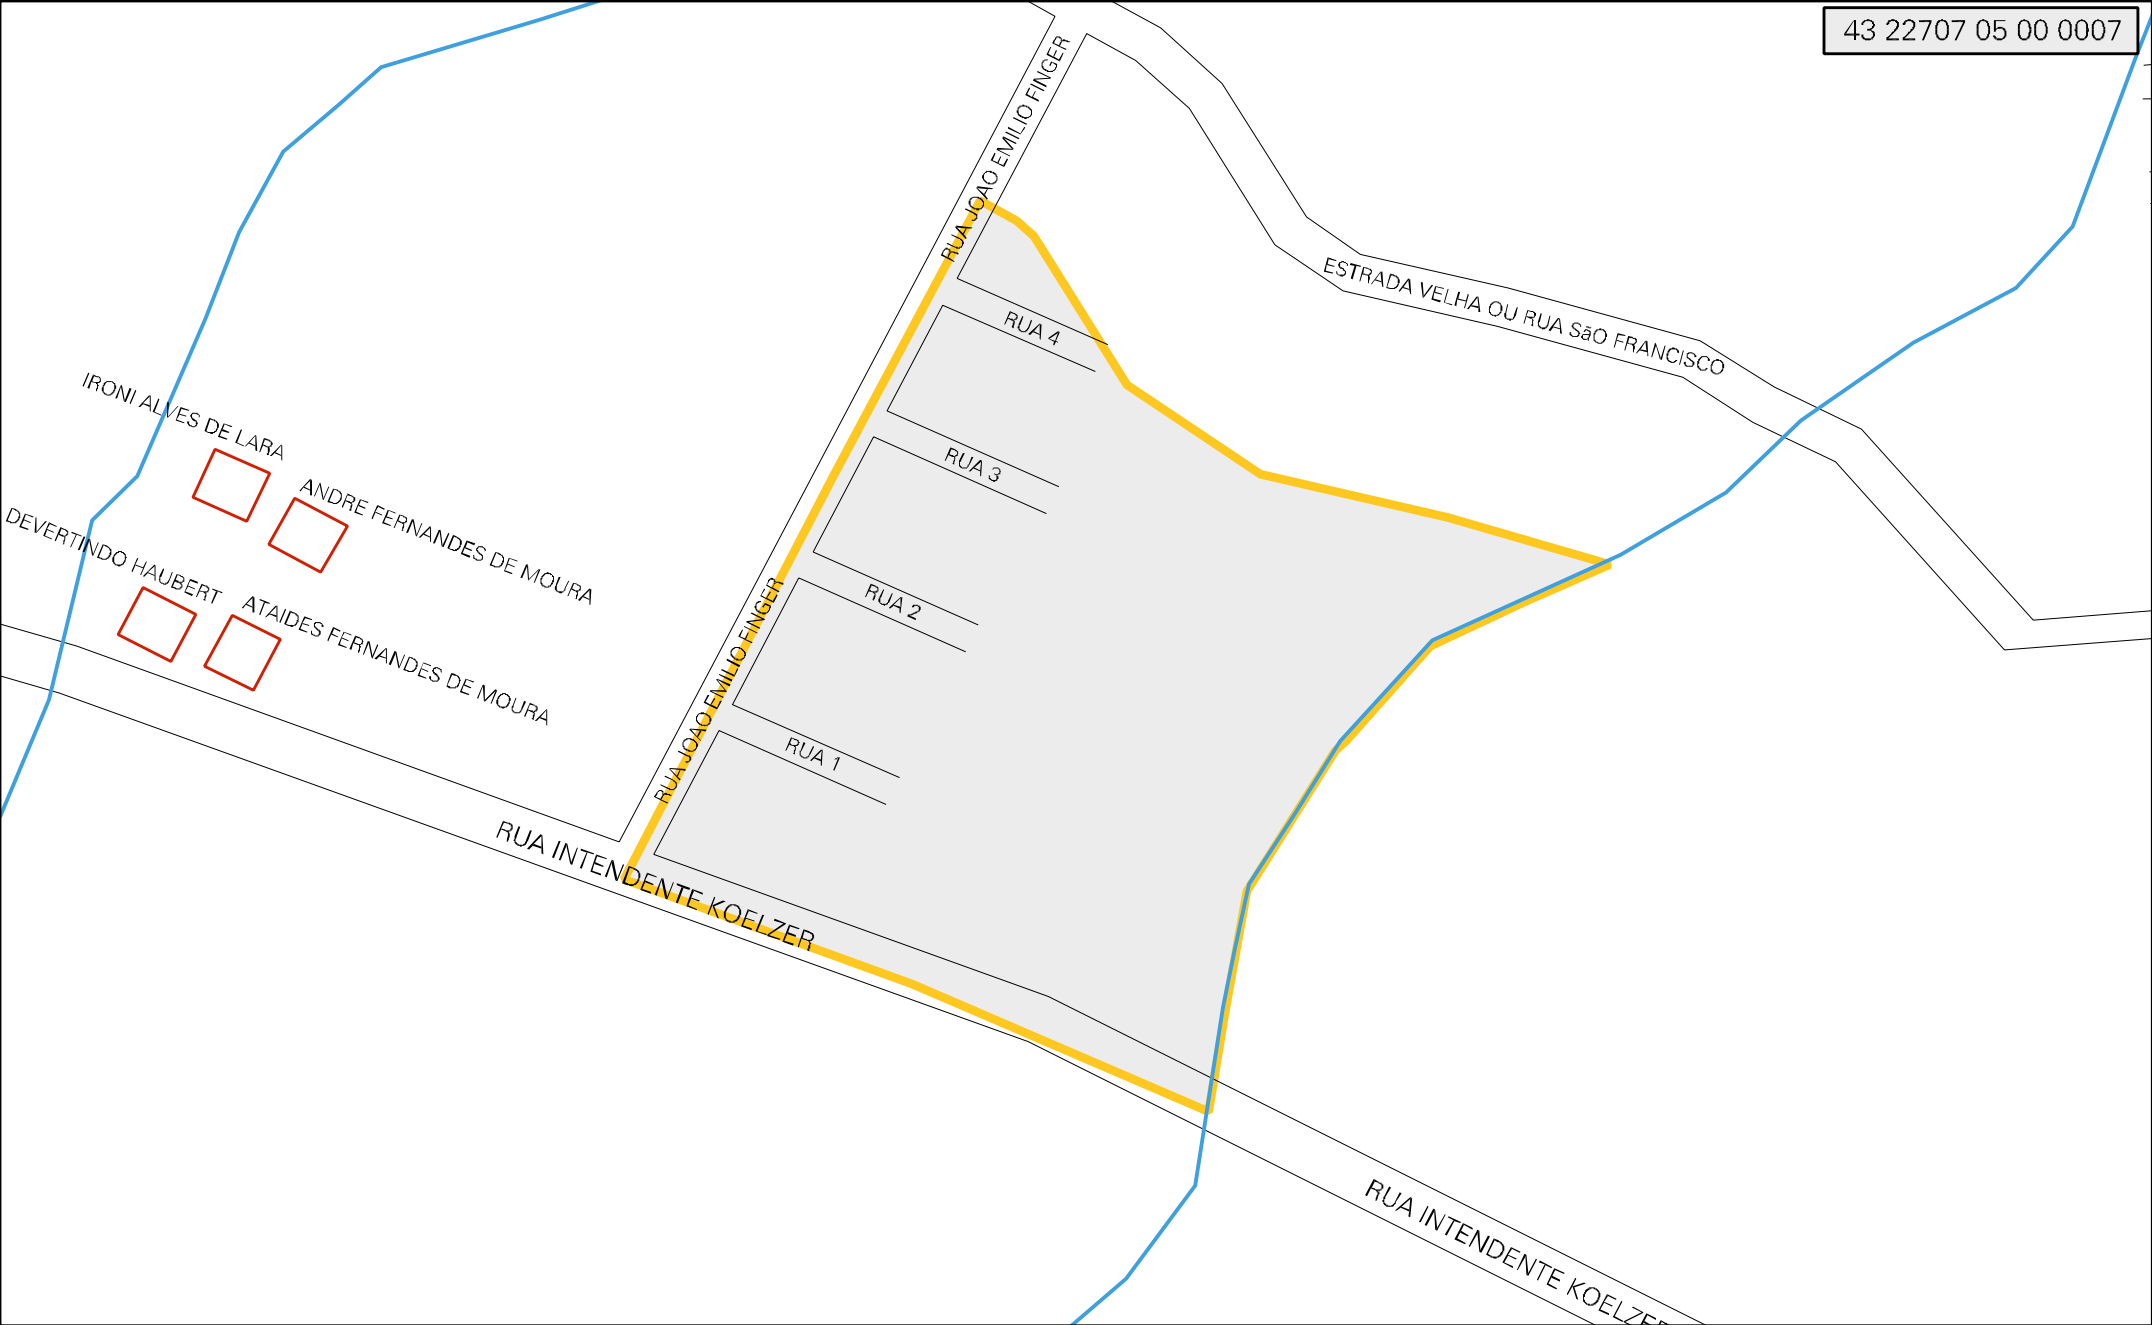 43 22707 05 00 0007
RUA JOAO EMILIO FINGER
ESTRADA VELHA OU RUA SãO FRANCISCO
RUA 4
IRONI ALVES DE LARA
RUA 3
ANDRE FERNANDES DE MOURA
DEVERTINDO HAUBERT
RUA 2
ATAIDES FERNANDES DE MOURA
RUA JOAO EMILIO FINGER
RUA 1
RUA INTENDENTE KOELZER
RUA INTENDENTE KOELZER